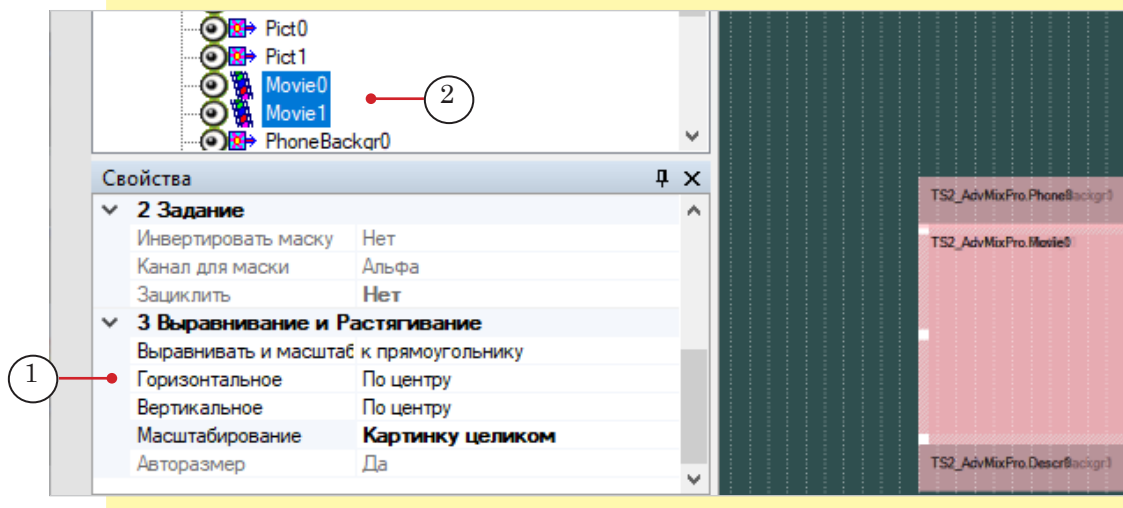 Pict0
Pict1
Movie0
2
Movie1
PhoneBackgr0
Свойства
2 Задание
Инвертировать маску Нет
Канал для маски Альфа
Зациклить Нет
3 Выравнивание и Растягивание
Выравнивать и масштаб к прямоугольнику
1
Горизонтальное По центру
Вертикальное По центру
Масштабирование Картинку целиком
Авторазмер Да
TS2_AdvMixPro.PhoneBackgr0
TS2_AdvMixPro.Movie0